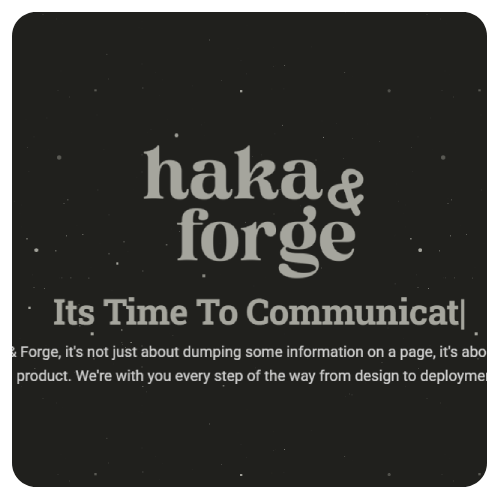 haka &
forge
Its Time To Communicat|
& Forge, it's not just about dumping some information on a page, it's abo
product. We're with you every step of the way from design to deployme